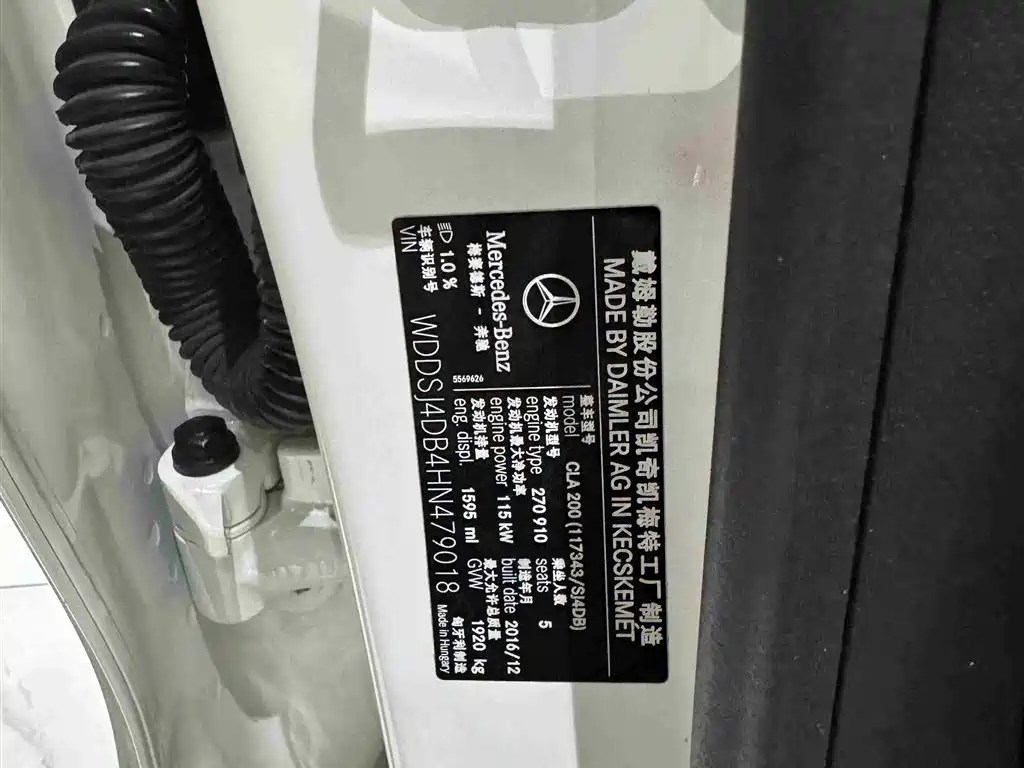 戴姆勒股份公司凯奇凯梅特工厂制造
MADE BY DAIMLER AG IN KECSKEMET
Mercedes-Benz
梅赛德斯 - 奔驰
1.0 %
5569626
整车型号
model CLA 200 (117343/SJ4DB)
发动机型号 乘坐人数
engine type 270 910 seats 5
发动机最大净功率 制造年月
engine power 115 kW built date 2016/12
发动机排量 最大允许总质量
eng. displ. 1595 ml GVW 1920 kg
车辆识别号 匈牙利制造
VIN WDDSJ4DB4HN479018 Made in Hungary